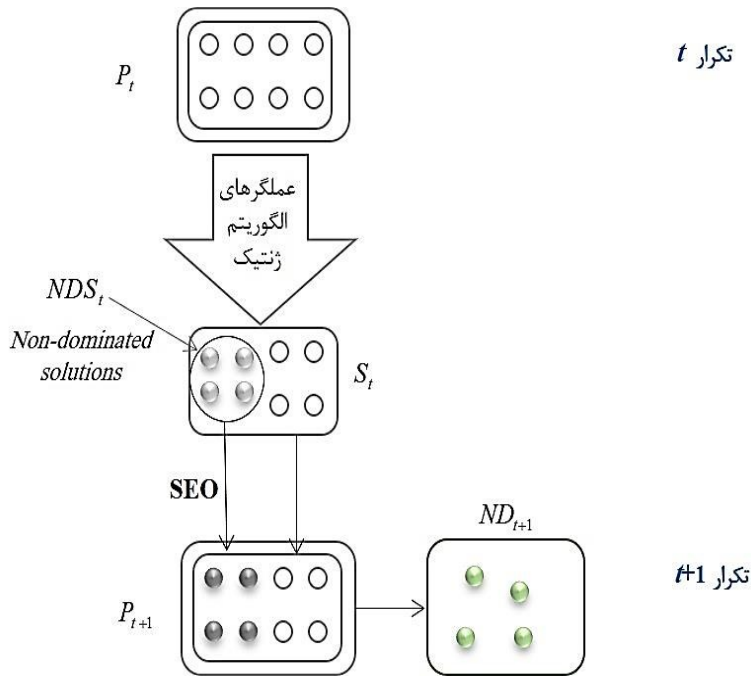 تکرار t
P_t
عملگرهای
الگوریتم
ژنتیک
NDS_t
Non-dominated
solutions
S_t
SEO
ND_{t+1}
تکرار t+1
P_{t+1}